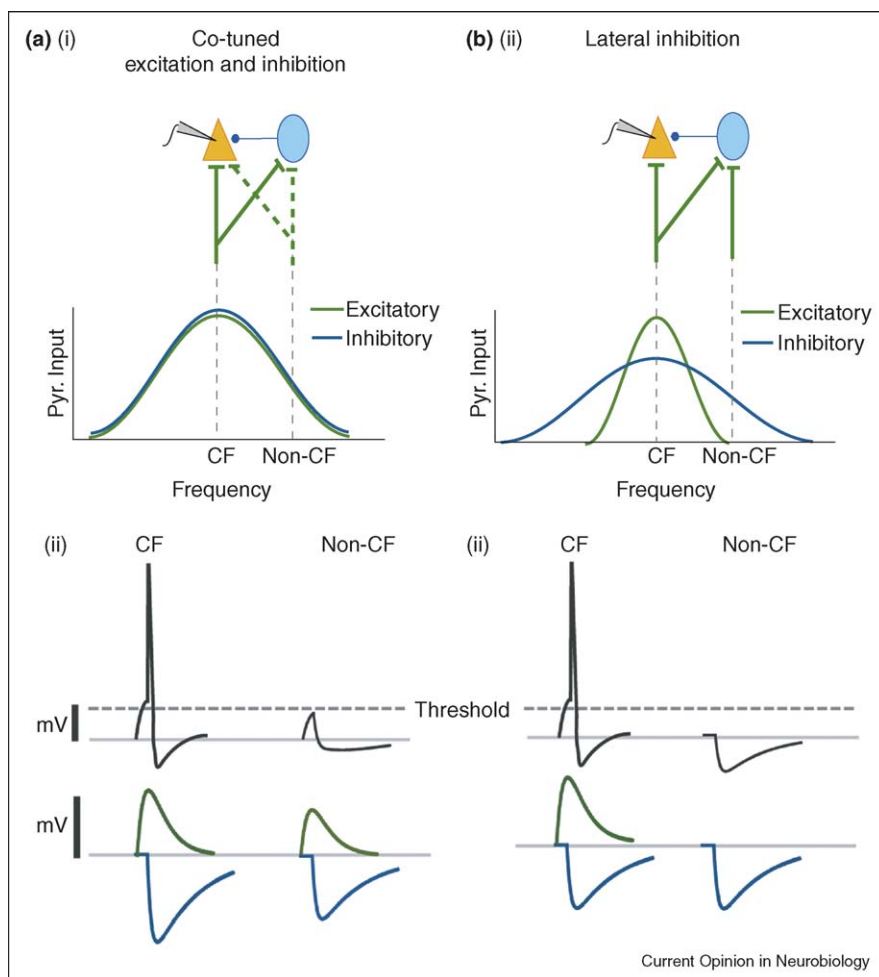 (a) (i)
Co-tuned
excitation and inhibition
Excitatory
Inhibitory
Pyr. Input
CF
Non-CF
Frequency
(ii)
CF
Non-CF
mV
mV
Threshold
(b) (ii)
Lateral inhibition
Excitatory
Inhibitory
Pyr. Input
CF
Non-CF
Frequency
(ii)
CF
Non-CF
Current Opinion in Neurobiology